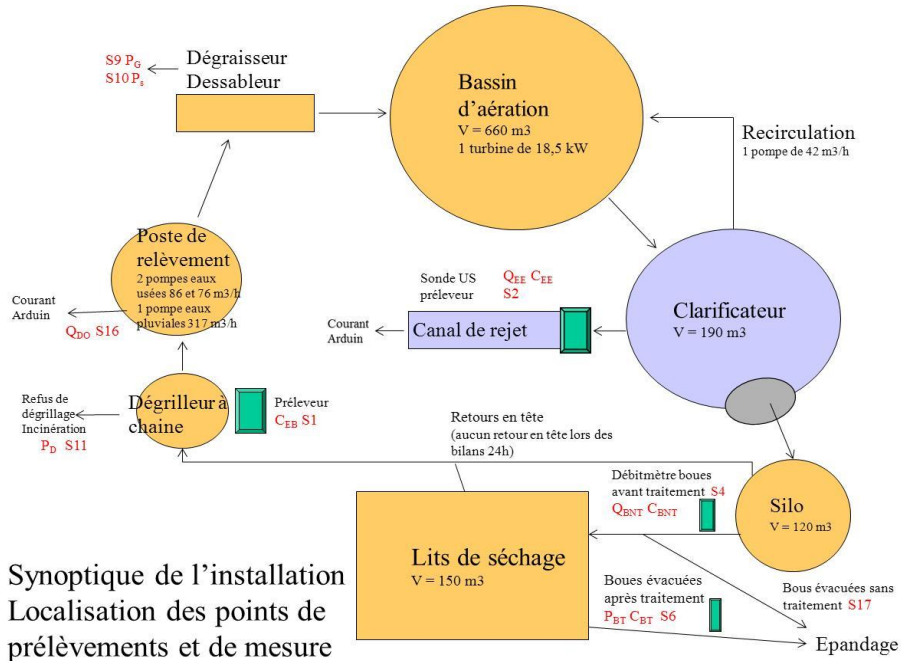 S9 P_G
S10 P_s
Dégraisseur
Dessableur
Bassin
d’aération
V = 660 m3
1 turbine de 18,5 kW
Recirculation
1 pompe de 42 m3/h
Poste de
relèvement
2 pompes eaux
usées 86 et 76 m3/h
1 pompe eaux
pluviales 317 m3/h
Courant
Arduin
Q_DO S16
Sonde US
préleveur
Q_EE C_EE
S2
Courant
Arduin
Canal de rejet
Clarificateur
V = 190 m3
Refus de
dégrillage
Incinération
P_D S11
Dégrilleur à
chaine
Préleveur
C_EB S1
Retours en tête
(aucun retour en tête lors des
bilans 24h)
Débitmètre boues
avant traitement S4
Q_BNT C_BNT
Silo
V = 120 m3
Lits de séchage
V = 150 m3
Boues évacuées
après traitement
P_BT C_BT S6
Bous évacuées sans
traitement S17
Epandage
Synoptique de l’installation
Localisation des points de
prélèvements et de mesure